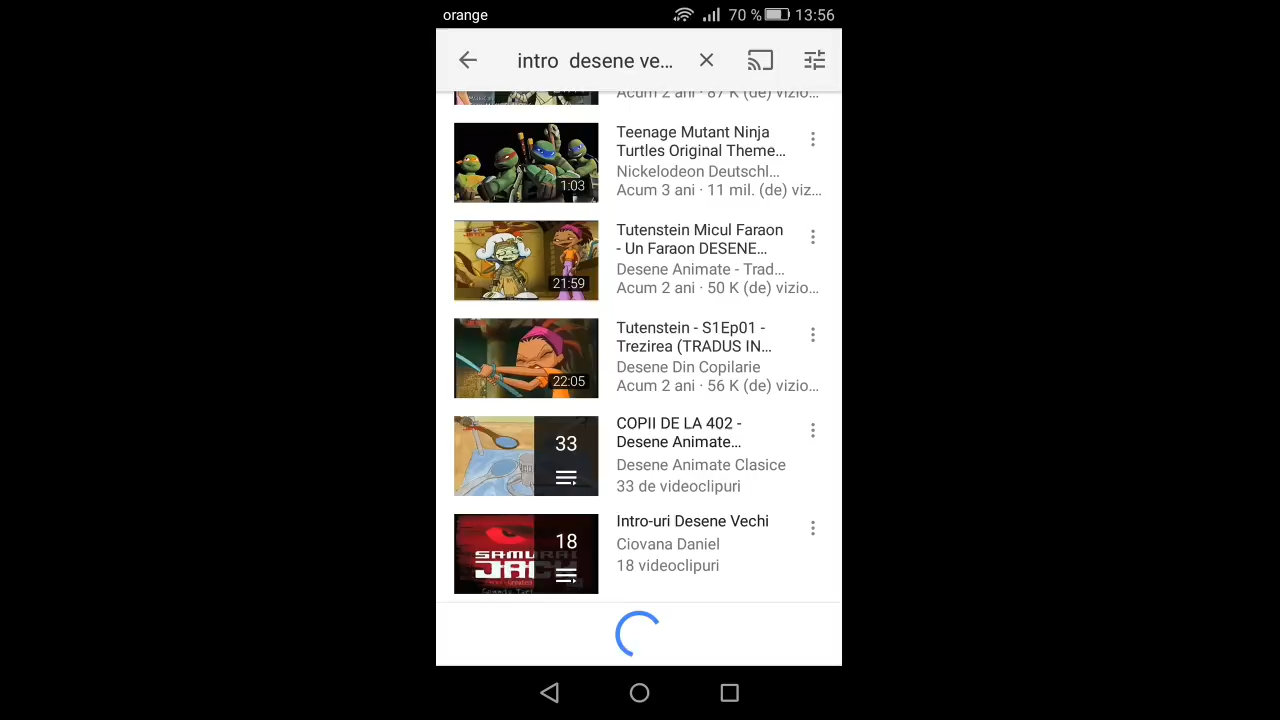 orange 70 % 13:56
intro desene ve...
Acum 2 ani · 87 K (de) vizio...
Teenage Mutant Ninja
Turtles Original Theme...
Nickelodeon Deutschl...
Acum 3 ani · 11 mil. (de) viz...
1:03
Tutenstein Micul Faraon
- Un Faraon DESENE...
Desene Animate - Trad...
Acum 2 ani · 50 K (de) vizio...
21:59
Tutenstein - S1Ep01 -
Trezirea (TRADUS IN...
Desene Din Copilarie
Acum 2 ani · 56 K (de) vizio...
22:05
COPII DE LA 402 -
Desene Animate...
Desene Animate Clasice
33 de videoclipuri
33
Intro-uri Desene Vechi
Ciovana Daniel
18 videoclipuri
18
SAMURAI
JACK